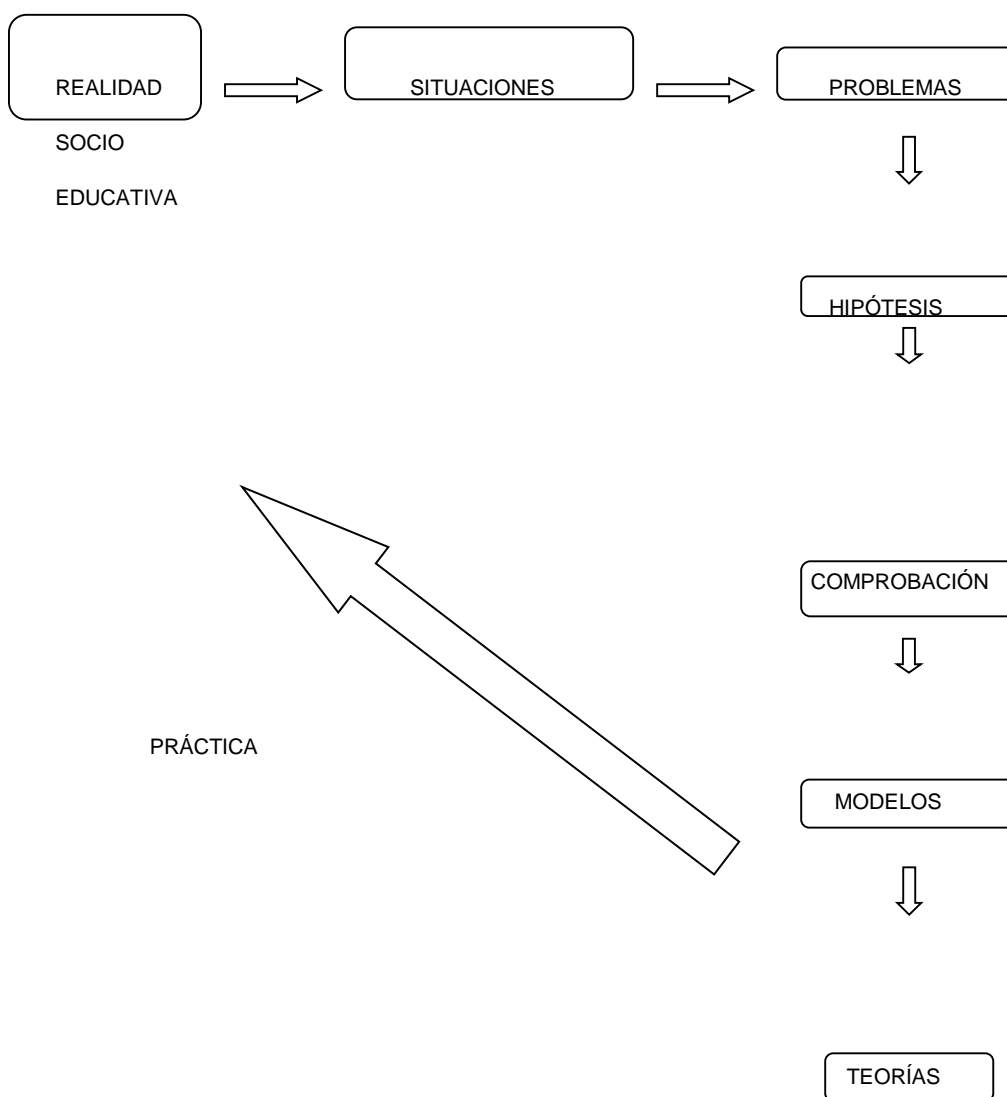 REALIDAD
SOCIO
EDUCATIVA
SITUACIONES
PROBLEMAS
HIPÓTESIS
COMPROBACIÓN
PRÁCTICA
MODELOS
TEORÍAS